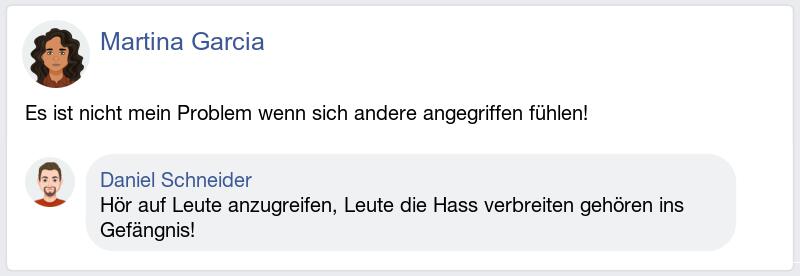 Martina Garcia
Es ist nicht mein Problem wenn sich andere angegriffen fühlen!
Daniel Schneider
Hör auf Leute anzugreifen, Leute die Hass verbreiten gehören ins
Gefängnis!